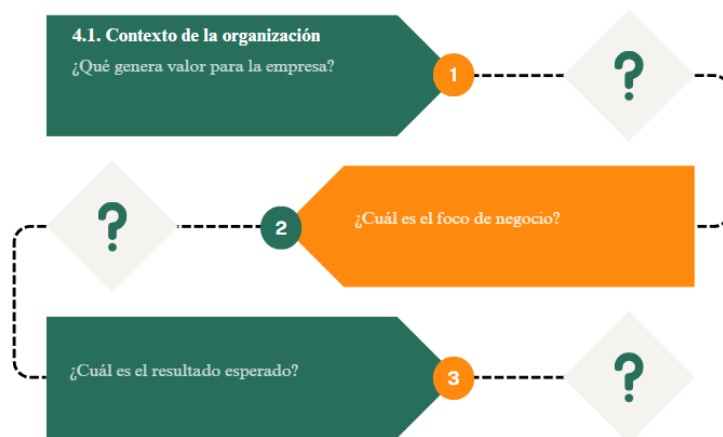 4.1. Contexto de la organización
¿Qué genera valor para la empresa?
1
?
?
2
¿Cuál es el foco de negocio?
¿Cuál es el resultado esperado?
3
?